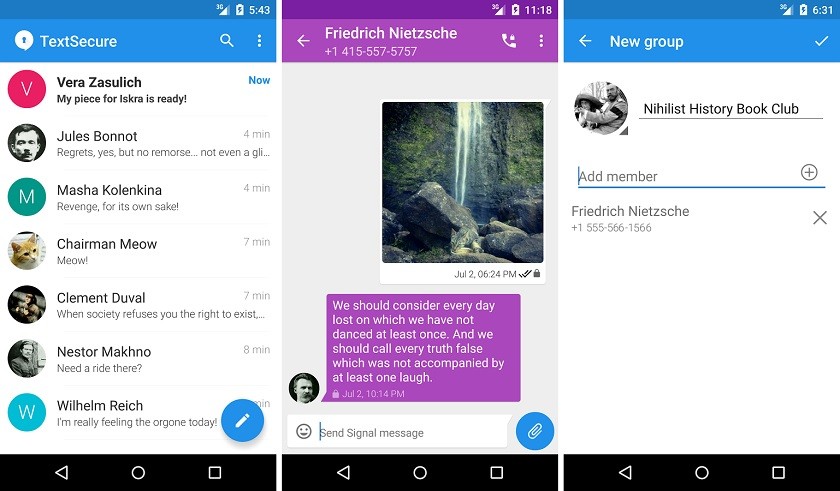 3G 5:43
TextSecure
Vera Zasulich Now
My piece for Iskra is ready!
Jules Bonnot 4 min
Regrets, yes, but no remorse... not even a gli...
Masha Kolenkina 4 min
Revenge, for its own sake!
Chairman Meow 7 min
Meow!
Clement Duval 7 min
When society refuses you the right to exist,...
Nestor Makhno 8 min
Need a ride there?
Wilhelm Reich min
I'm really feeling the orgone today!
V
M
W
3G 11:18
Friedrich Nietzsche
+1 415-557-5757
Jul 2, 06:24 PM
We should consider every day
lost on which we have not
danced at least once. And we
should call every truth false
which was not accompanied by
at least one laugh.
Jul 2, 10:14 PM
Send Signal message
3G 6:31
New group
Nihilist History Book Club
Add member
Friedrich Nietzsche
+1 555-566-1566